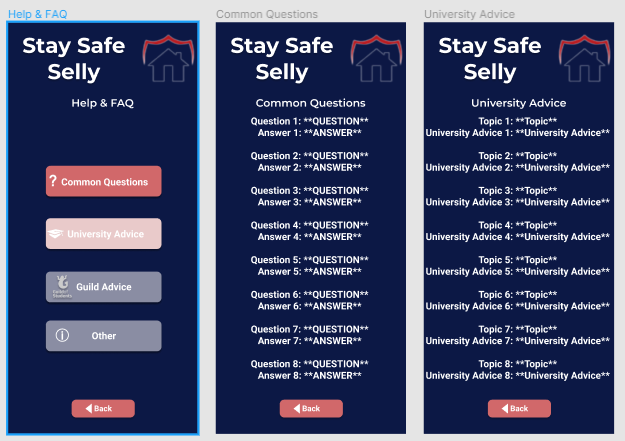 Help & FAQ
Stay Safe
Selly
Help & FAQ
? Common Questions
University Advice
Guild Advice
Students
Other
Back
Common Questions
Stay Safe
Selly
Common Questions
Question 1: **QUESTION**
Answer 1: **ANSWER**
Question 2: **QUESTION**
Answer 2: **ANSWER**
Question 3: **QUESTION**
Answer 3: **ANSWER**
Question 4: **QUESTION**
Answer 4: **ANSWER**
Question 5: **QUESTION**
Answer 5: **ANSWER**
Question 6: **QUESTION**
Answer 6: **ANSWER**
Question 7: **QUESTION**
Answer 7: **ANSWER**
Question 8: **QUESTION**
Answer 8: **ANSWER**
Back
University Advice
Stay Safe
Selly
University Advice
Topic 1: **Topic**
University Advice 1: **University Advice**
Topic 2: **Topic**
University Advice 2: **University Advice**
Topic 3: **Topic**
University Advice 3: **University Advice**
Topic 4: **Topic**
University Advice 4: **University Advice**
Topic 5: **Topic**
University Advice 5: **University Advice**
Topic 6: **Topic**
University Advice 6: **University Advice**
Topic 7: **Topic**
University Advice 7: **University Advice**
Topic 8: **Topic**
University Advice 8: **University Advice**
Back